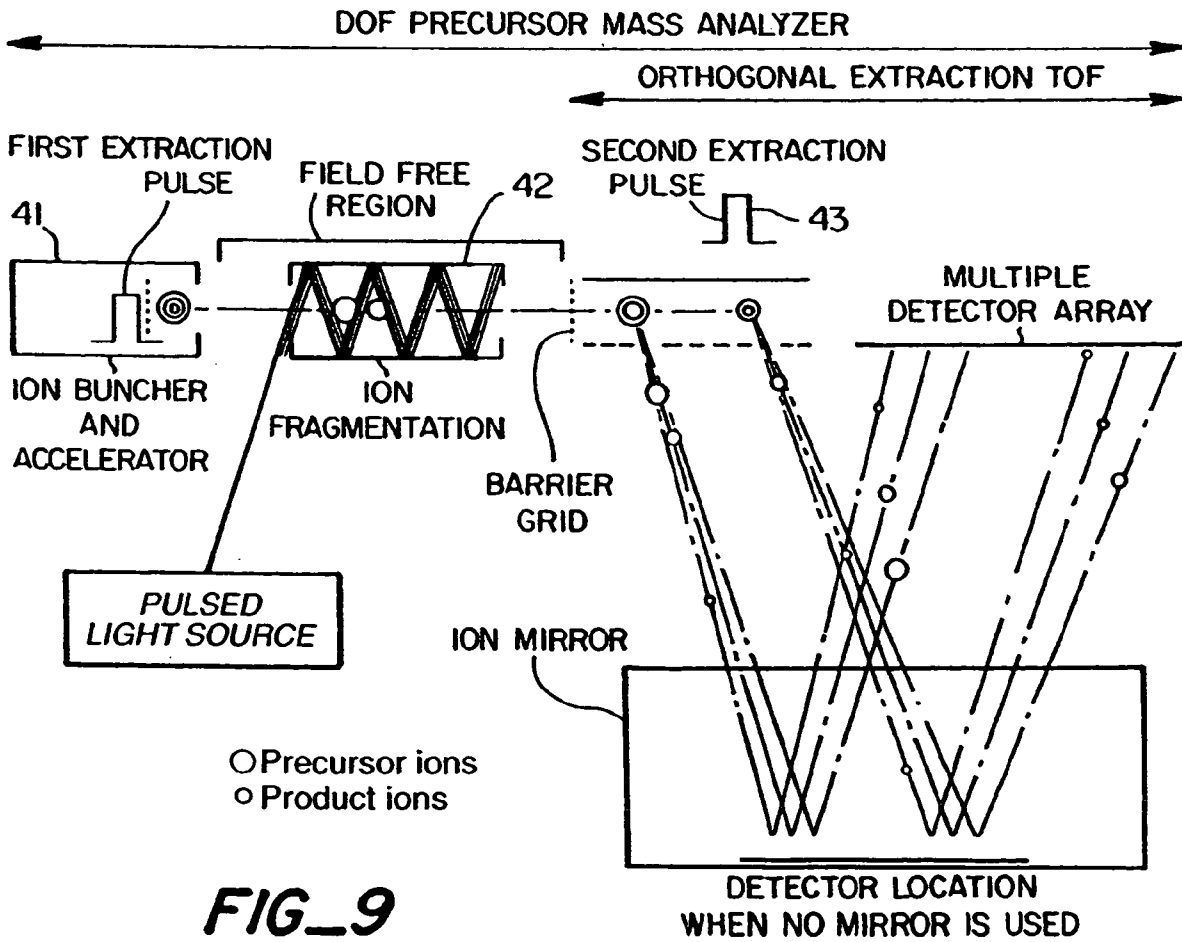 DOF PRECURSOR MASS ANALYZER
ORTHOGONAL EXTRACTION TOF
FIRST EXTRACTION
PULSE
41
FIELD FREE
REGION
42
SECOND EXTRACTION
PULSE
43
MULTIPLE
DETECTOR ARRAY
ION BUNCHER
AND
ACCELERATOR
ION
FRAGMENTATION
BARRIER
GRID
PULSED
LIGHT SOURCE
ION MIRROR
Precursor ions
Product ions
FIG_9
DETECTOR LOCATION
WHEN NO MIRROR IS USED